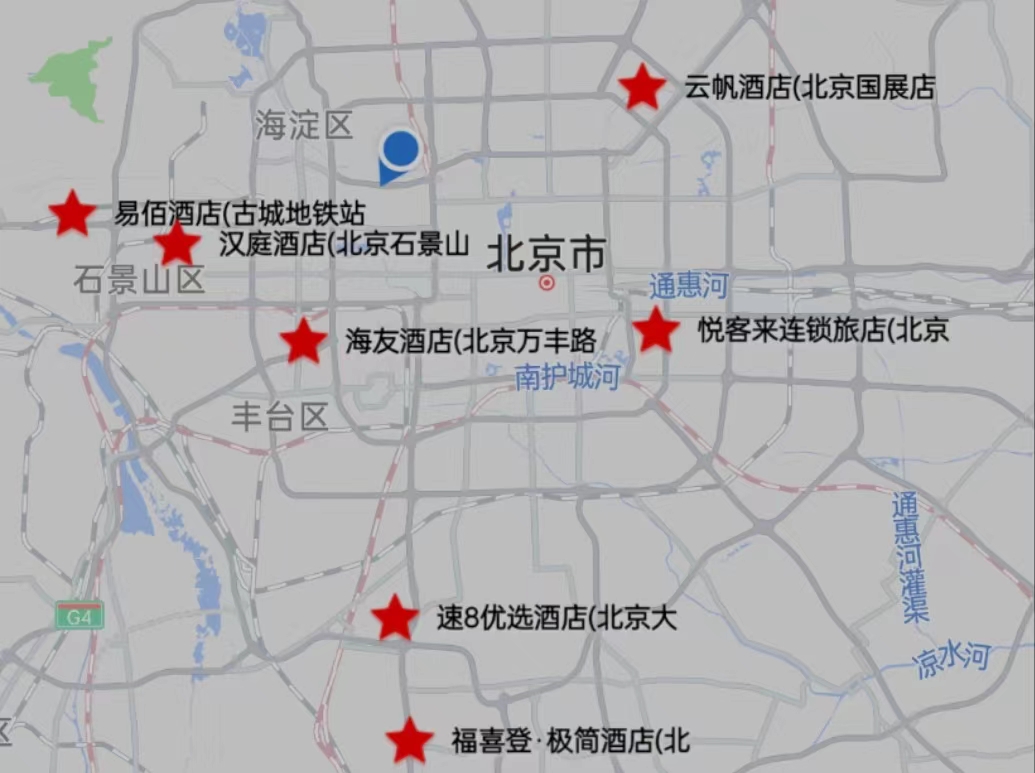 云帆酒店(北京国展店
海淀区
易佰酒店(古城地铁站
汉庭酒店(北京石景山
北京市
石景山区
通惠河
海友酒店(北京万丰路
悦客来连锁旅店(北京
南护城河
丰台区
通惠河灌渠
G4
速8优选酒店(北京大
凉水河
区
福喜登·极简酒店(北